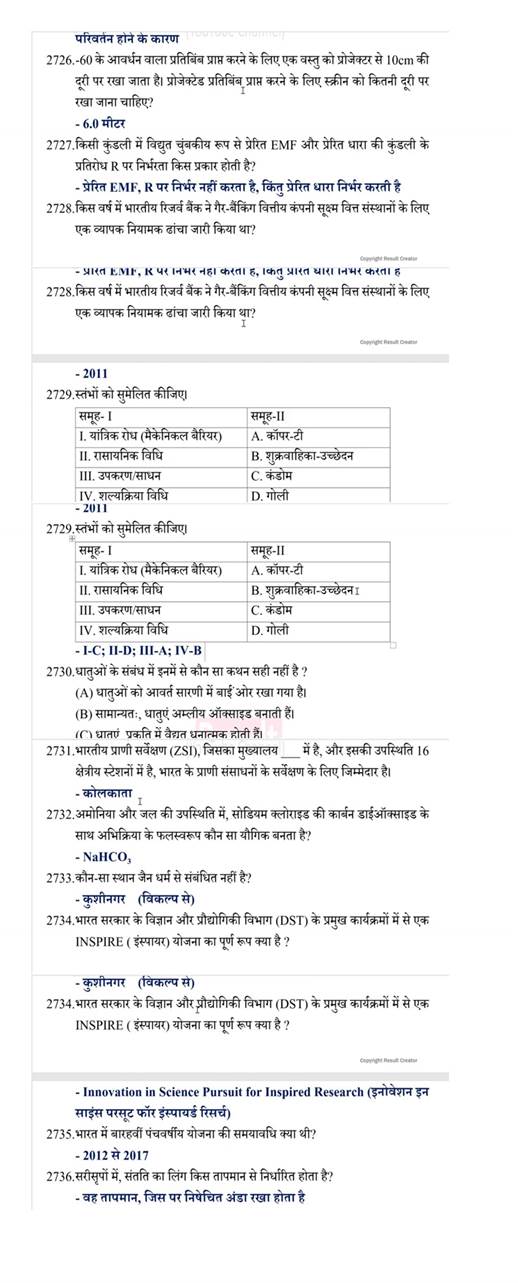 परिवर्तन होने के कारण
2726.-60 के आवर्धन वाला प्रतिबिंब प्राप्त करने के लिए एक वस्तु को प्रोजेक्टर से 10cm की
दूरी पर रखा जाता है। प्रोजेक्टेड प्रतिबिंब प्राप्त करने के लिए स्क्रीन को कितनी दूरी पर
रखा जाना चाहिए?
- 6.0 मीटर
2727.किसी कुंडली में विद्युत चुंबकीय रूप से प्रेरित EMF और प्रेरित धारा की कुंडली के
प्रतिरोध R पर निर्भरता किस प्रकार होती है?
- प्रेरित EMF, R पर निर्भर नहीं करता है, किंतु प्रेरित धारा निर्भर करती है
2728.किस वर्ष में भारतीय रिजर्व बैंक ने गैर-बैंकिंग वित्तीय कंपनी सूक्ष्म वित्त संस्थानों के लिए
एक व्यापक नियामक ढांचा जारी किया था?
Copyright Result Creator
- प्रेरित EMF, R पर निर्भर नहीं करता है, किंतु प्रेरित धारा निर्भर करती है
2728.किस वर्ष में भारतीय रिजर्व बैंक ने गैर-बैंकिंग वित्तीय कंपनी सूक्ष्म वित्त संस्थानों के लिए
एक व्यापक नियामक ढांचा जारी किया था?
Copyright Result Creator
- 2011
2729.स्तंभों को सुमेलित कीजिए।
समूह- I समूह-II
I. यांत्रिक रोध (मैकेनिकल बैरियर) A. कॉपर-टी
II. रासायनिक विधि B. शुक्रवाहिका-उच्छेदन
III. उपकरण/साधन C. कंडोम
IV. शल्यक्रिया विधि D. गोली
- 2011
2729.स्तंभों को सुमेलित कीजिए।
समूह- I समूह-II
I. यांत्रिक रोध (मैकेनिकल बैरियर) A. कॉपर-टी
II. रासायनिक विधि B. शुक्रवाहिका-उच्छेदन
III. उपकरण/साधन C. कंडोम
IV. शल्यक्रिया विधि D. गोली
- I-C; II-D; III-A; IV-B
2730.धातुओं के संबंध में इनमें से कौन सा कथन सही नहीं है ?
(A) धातुओं को आवर्त सारणी में बाईं ओर रखा गया है।
(B) सामान्यतः, धातुएं अम्लीय ऑक्साइड बनाती हैं।
(C) धातुएं प्रकृति में वैद्युत धनात्मक होती हैं।
2731.भारतीय प्राणी सर्वेक्षण (ZSI), जिसका मुख्यालय ____ में है, और इसकी उपस्थिति 16
क्षेत्रीय स्टेशनों में है, भारत के प्राणी संसाधनों के सर्वेक्षण के लिए जिम्मेदार है।
- कोलकाता
2732.अमोनिया और जल की उपस्थिति में, सोडियम क्लोराइड की कार्बन डाईऑक्साइड के
साथ अभिक्रिया के फलस्वरूप कौन सा यौगिक बनता है?
- NaHCO₃
2733.कौन-सा स्थान जैन धर्म से संबंधित नहीं है?
- कुशीनगर (विकल्प से)
2734.भारत सरकार के विज्ञान और प्रौद्योगिकी विभाग (DST) के प्रमुख कार्यक्रमों में से एक
INSPIRE ( इंस्पायर) योजना का पूर्ण रूप क्या है ?
- कुशीनगर (विकल्प से)
2734.भारत सरकार के विज्ञान और प्रौद्योगिकी विभाग (DST) के प्रमुख कार्यक्रमों में से एक
INSPIRE ( इंस्पायर) योजना का पूर्ण रूप क्या है ?
Copyright Result Creator
- Innovation in Science Pursuit for Inspired Research (इनोवेशन इन
साइंस परसूट फॉर इंस्पायर्ड रिसर्च)
2735.भारत में बारहवीं पंचवर्षीय योजना की समयावधि क्या थी?
- 2012 से 2017
2736.सरीसृपों में, संतति का लिंग किस तापमान से निर्धारित होता है?
- वह तापमान, जिस पर निषेचित अंडा रखा होता है